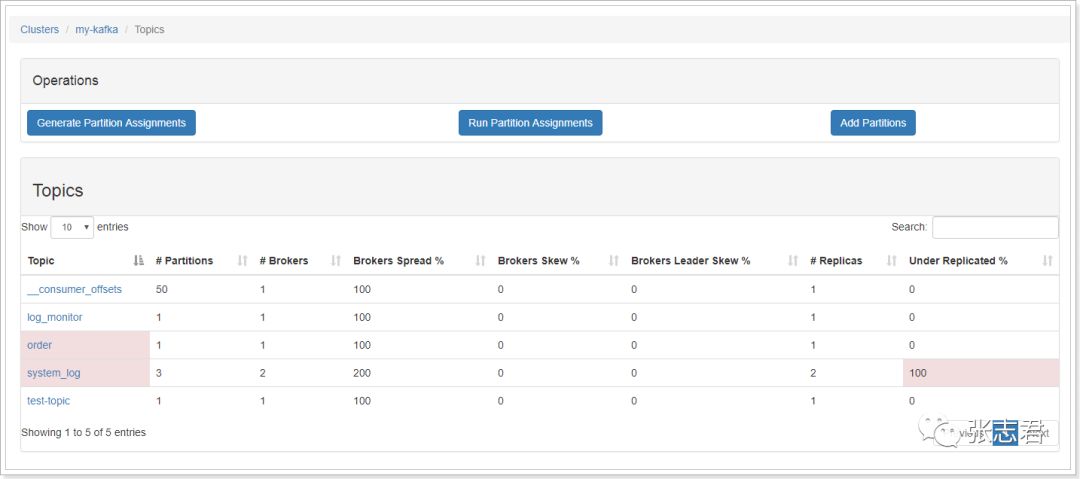 Clusters / my-kafka / Topics
Operations
Generate Partition Assignments Run Partition Assignments Add Partitions
Topics
Show 10 entries Search:
Topic # Partitions # Brokers Brokers Spread % Brokers Skew % Brokers Leader Skew % # Replicas Under Replicated %
__consumer_offsets 50 1 100 0 0 1 0
log_monitor 1 1 100 0 0 1 0
order 1 1 100 0 0 1 0
system_log 3 2 200 0 0 2 100
test-topic 1 1 100 0 0 1 0
Showing 1 to 5 of 5 entries 张志君